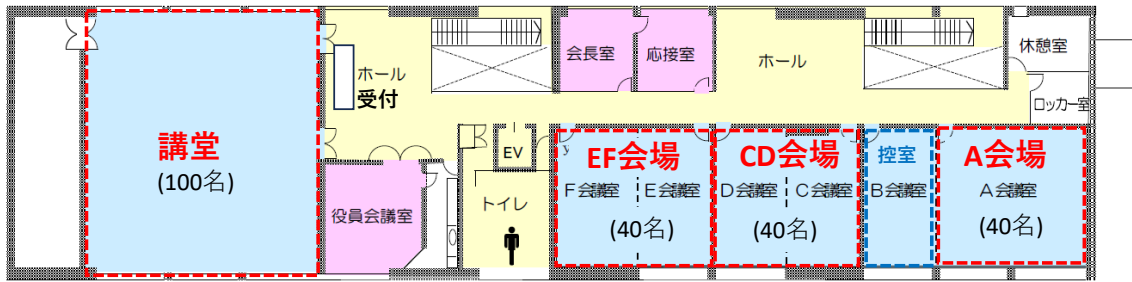 講堂
(100名)
ホール
受付
会長室
応接室
ホール
休憩室
ロッカー室
役員会議室
EV
トイレ
EF会場
F会議室
E会議室
(40名)
CD会場
D会議室
C会議室
(40名)
控室
B会議室
A会場
A会議室
(40名)